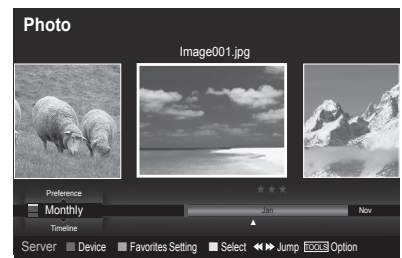 Photo
Image001.jpg
Preference
★★★
Monthly
Jan
Nov
Timeline
Server Device Favorites Setting Select ◀◀ ▶▶ Jump TOOLS Option